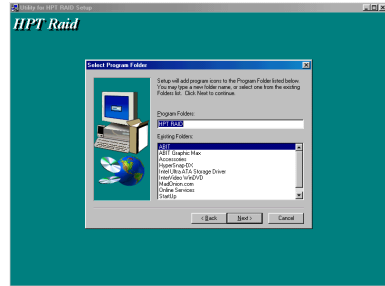 Utility for HPT RAID Setup
HPT Raid
Select Program Folder
Setup will add program icons to the Program Folder listed below.
You may type a new folder name, or select one from the existing
Folders list. Click Next to continue.
Program Folders:
HPT RAID
Existing Folders:
ABIT
ABIT Graphic Max
Accessories
HyperSnap-DX
Intel Ultra ATA Storage Driver
InterVideo WinDVD
MadOnion.com
Online Services
StartUp
< Back
Next >
Cancel